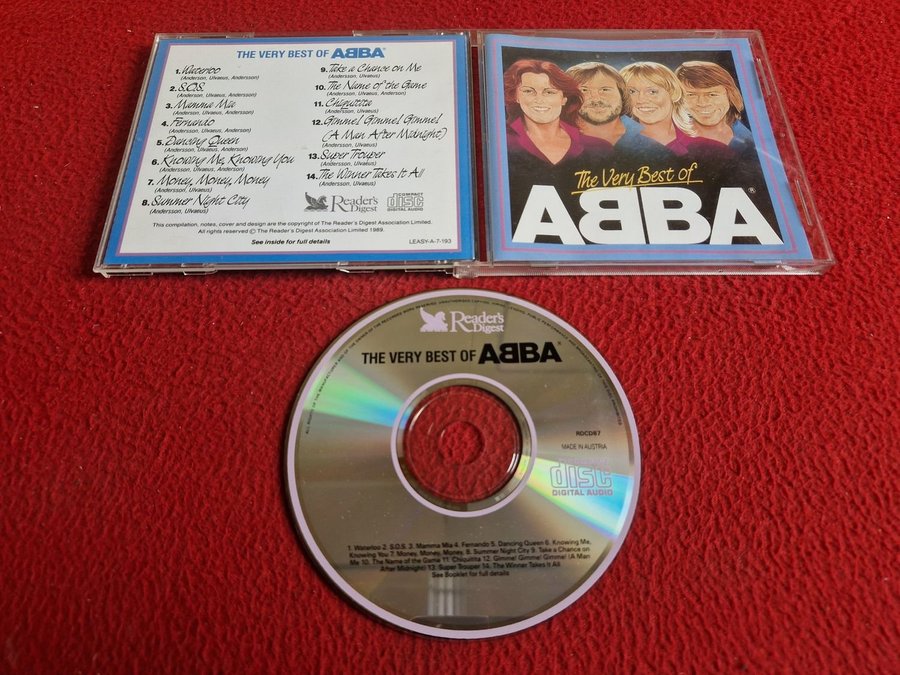 THE VERY BEST OF ABBA®
1. Waterloo
(Andersson, Ulvaeus, Andersson)
2. S.O.S.
(Andersson, Ulvaeus, Andersson)
3. Mamma Mia
(Andersson, Ulvaeus, Andersson)
4. Fernando
(Andersson, Ulvaeus, Andersson)
5. Dancing Queen
(Andersson, Ulvaeus, Andersson)
6. Knowing Me, Knowing You
(Andersson, Ulvaeus, Andersson)
7. Money, Money, Money
(Andersson, Ulvaeus)
8. Summer Night City
(Andersson, Ulvaeus)
9. Take a Chance on Me
(Andersson, Ulvaeus)
10. The Name of the Game
(Andersson, Ulvaeus, Andersson)
11. Chiquitita
(Andersson, Ulvaeus)
12. Gimme! Gimme! Gimme!
(A Man After Midnight)
(Andersson, Ulvaeus)
13. Super Trouper
(Andersson, Ulvaeus)
14. The Winner Takes It All
(Andersson, Ulvaeus)
Reader's
Digest
COMPACT
disc
DIGITAL AUDIO
This compilation, notes, cover and design are the copyright of The Reader's Digest Association Limited.
All rights reserved © The Reader's Digest Association Limited 1989.
See inside for full details
LEASY-A-7-193
The Very Best of
ABBA®
Reader's
Digest
THE VERY BEST OF ABBA®
RDCD87
MADE IN AUSTRIA
COMPACT
disc
DIGITAL AUDIO
1. Waterloo 2. S.O.S. 3. Mamma Mia 4. Fernando 5. Dancing Queen 6. Knowing Me,
Knowing You 7. Money, Money, Money, 8. Summer Night City 9. Take a Chance on
Me 10. The Name of the Game 11. Chiquitita 12. Gimme! Gimme! Gimme! (A Man
After Midnight) 13. Super Trouper 14. The Winner Takes It All
See Booklet for full details